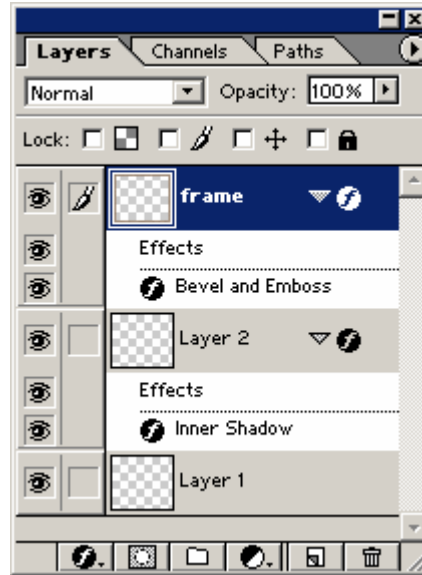 Layers Channels Paths
Normal Opacity: 100%
Lock:
frame
Effects
Bevel and Emboss
Layer 2
Effects
Inner Shadow
Layer 1